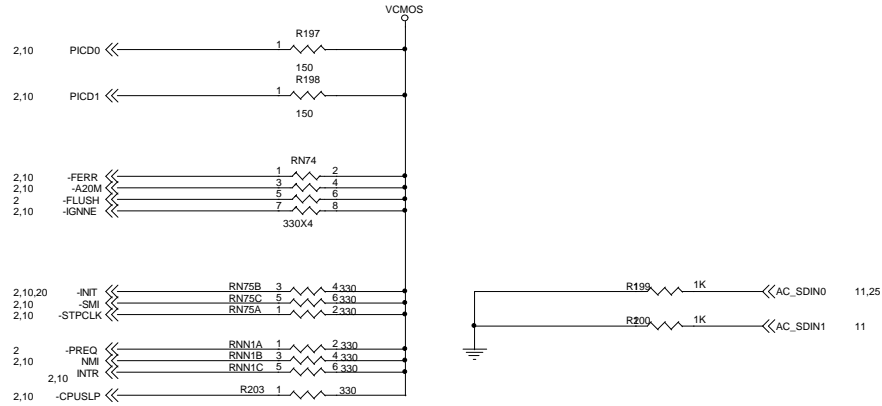 VCMOS
R197
2,10 PICD0 1
150
R198
2,10 PICD1 1
150
RN74
2,10 -FERR 1 2
2,10 -A20M 3 4
2 -FLUSH 5 6
2,10 -IGNNE 7 8
330X4
2,10,20 -INIT RN75B 3 4 330
2,10 -SMI RN75C 5 6 330
2,10 -STPCLK RN75A 1 2 330
R199 1K AC_SDIN0 11,25
R200 1K AC_SDIN1 11
2 -PREQ RNN1A 1 2 330
2,10 NMI RNN1B 3 4 330
2,10 INTR RNN1C 5 6 330
2,10 -CPUSLP R203 1 330